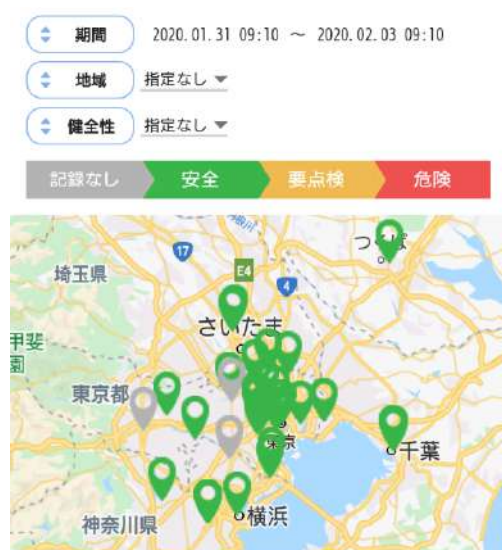 期間 2020.01.31 09:10 ～ 2020.02.03 09:10
地域 指定なし
健全性 指定なし
記録なし 安全 要点検 危険
つくば
17
埼玉県
E4
4
さいたま
甲斐
東京都
東京
千葉
横浜
神奈川県